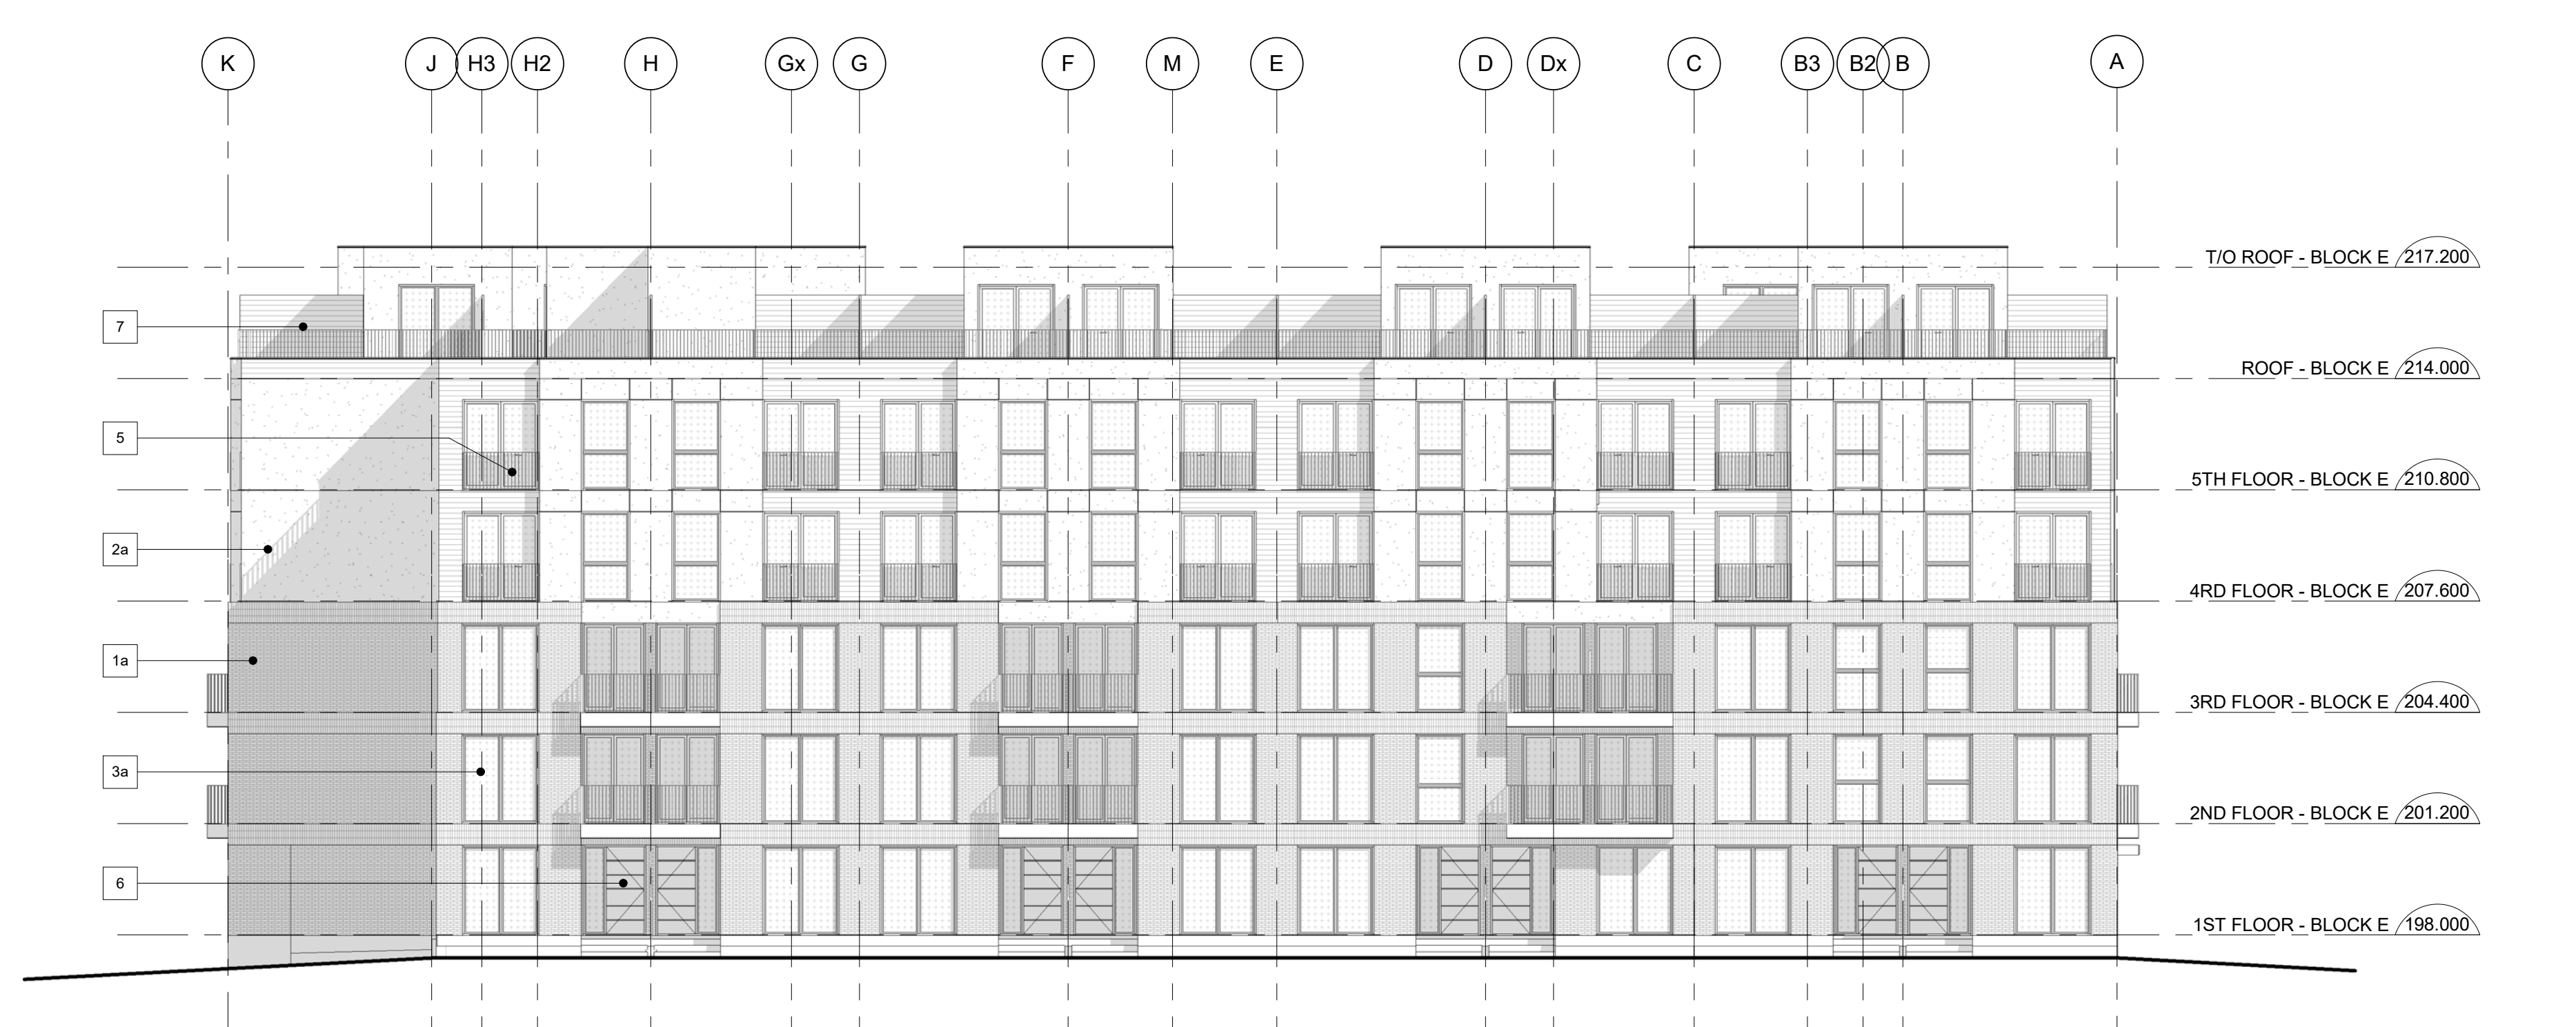 K J H3 H2 H Gx G F M E D Dx C B3 B2 B A
T/O ROOF - BLOCK E 217.200
7
ROOF - BLOCK E 214.000
5
5TH FLOOR - BLOCK E 210.800
2a
4RD FLOOR - BLOCK E 207.600
1a
3RD FLOOR - BLOCK E 204.400
3a
2ND FLOOR - BLOCK E 201.200
6
1ST FLOOR - BLOCK E 198.000